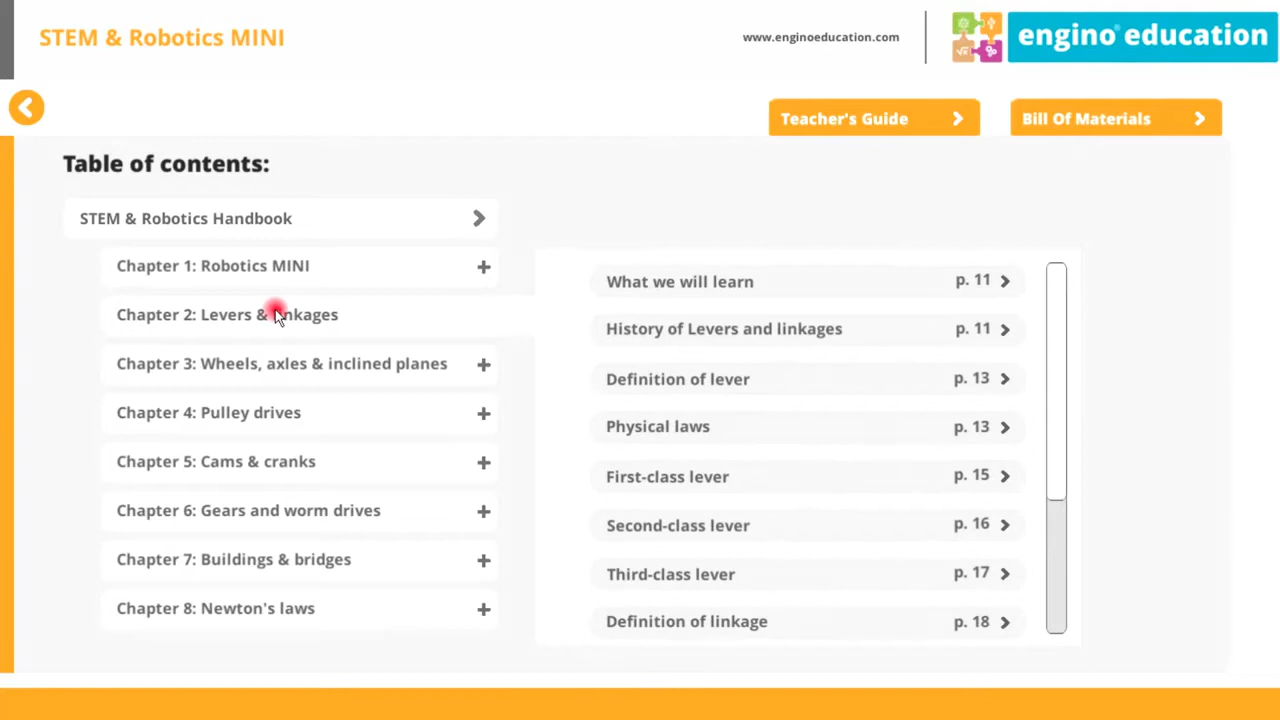 STEM & Robotics MINI
www.enginoeducation.com
engino® education
Teacher's Guide
Bill Of Materials
Table of contents:
STEM & Robotics Handbook
Chapter 1: Robotics MINI
Chapter 2: Levers & linkages
Chapter 3: Wheels, axles & inclined planes
Chapter 4: Pulley drives
Chapter 5: Cams & cranks
Chapter 6: Gears and worm drives
Chapter 7: Buildings & bridges
Chapter 8: Newton's laws
What we will learn p. 11
History of Levers and linkages p. 11
Definition of lever p. 13
Physical laws p. 13
First-class lever p. 15
Second-class lever p. 16
Third-class lever p. 17
Definition of linkage p. 18